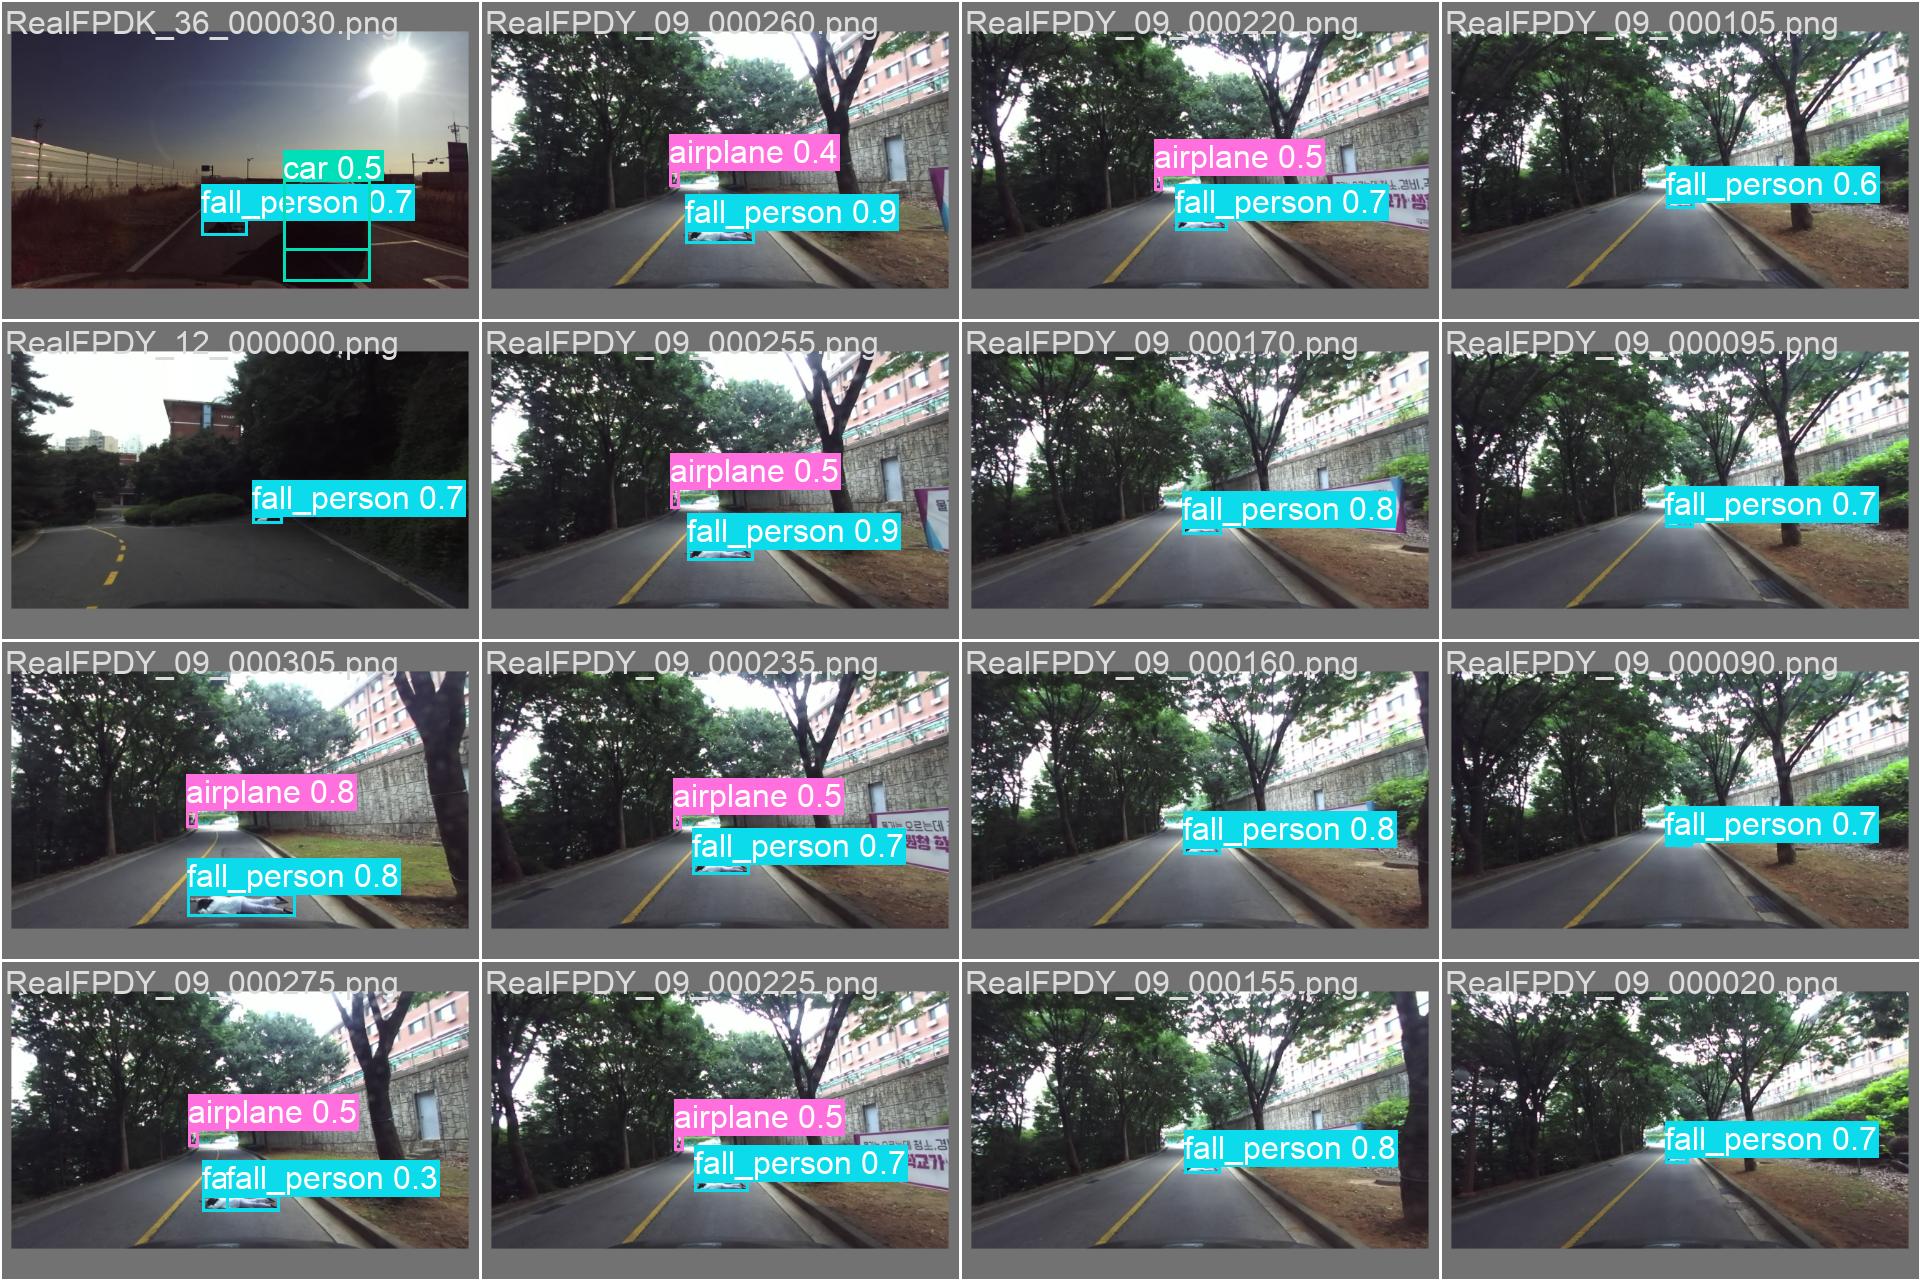 RealFPDK_36_000030.png
car 0.5
fall_person 0.7
RealFPDY_09_000260.png
airplane 0.4
fall_person 0.9
RealFPDY_09_000220.png
airplane 0.5
fall_person 0.7
RealFPDY_09_000105.png
fall_person 0.6
RealFPDY_12_000000.png
fall_person 0.7
RealFPDY_09_000255.png
airplane 0.5
fall_person 0.9
RealFPDY_09_000170.png
fall_person 0.8
RealFPDY_09_000095.png
fall_person 0.7
RealFPDY_09_000305.png
airplane 0.8
fall_person 0.8
RealFPDY_09_000235.png
airplane 0.5
fall_person 0.7
RealFPDY_09_000160.png
fall_person 0.8
RealFPDY_09_000090.png
fall_person 0.7
RealFPDY_09_000275.png
airplane 0.5
fafall_person 0.3
RealFPDY_09_000225.png
airplane 0.5
fall_person 0.7
RealFPDY_09_000155.png
fall_person 0.8
RealFPDY_09_000020.png
fall_person 0.7